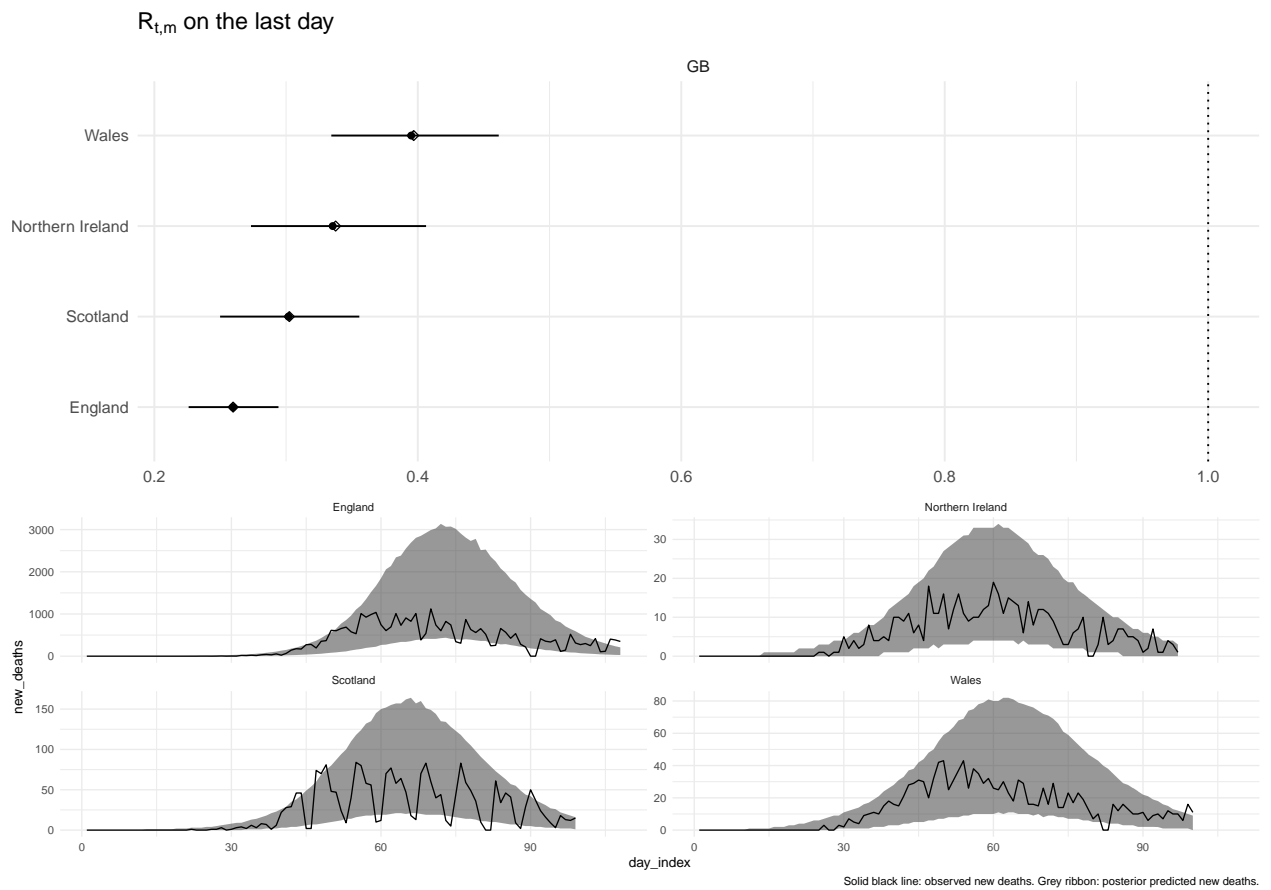 R_t,m on the last day
GB
Wales
Northern Ireland
Scotland
England
0.2 0.4 0.6 0.8 1.0
England
3000
2000
1000
0
Northern Ireland
30
20
10
0
new_deaths
Scotland
150
100
50
0
0 30 60 90
Wales
80
60
40
20
0
0 30 60 90
day_index
Solid black line: observed new deaths. Grey ribbon: posterior predicted new deaths.